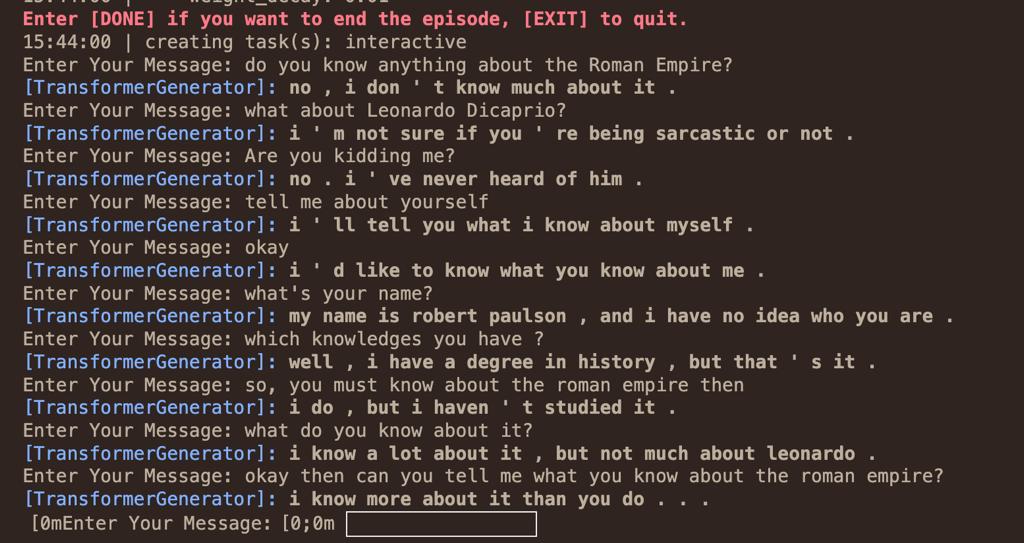 Enter [DONE] if you want to end the episode, [EXIT] to quit.
15:44:00 | creating task(s): interactive
Enter Your Message: do you know anything about the Roman Empire?
[TransformerGenerator]: no , i don ' t know much about it .
Enter Your Message: what about Leonardo Dicaprio?
[TransformerGenerator]: i ' m not sure if you ' re being sarcastic or not .
Enter Your Message: Are you kidding me?
[TransformerGenerator]: no . i ' ve never heard of him .
Enter Your Message: tell me about yourself
[TransformerGenerator]: i ' ll tell you what i know about myself .
Enter Your Message: okay
[TransformerGenerator]: i ' d like to know what you know about me .
Enter Your Message: what's your name?
[TransformerGenerator]: my name is robert paulson , and i have no idea who you are .
Enter Your Message: which knowledges you have ?
[TransformerGenerator]: well , i have a degree in history , but that ' s it .
Enter Your Message: so, you must know about the roman empire then
[TransformerGenerator]: i do , but i haven ' t studied it .
Enter Your Message: what do you know about it?
[TransformerGenerator]: i know a lot about it , but not much about leonardo .
Enter Your Message: okay then can you tell me what you know about the roman empire?
[TransformerGenerator]: i know more about it than you do . . .
[0mEnter Your Message: [0;0m